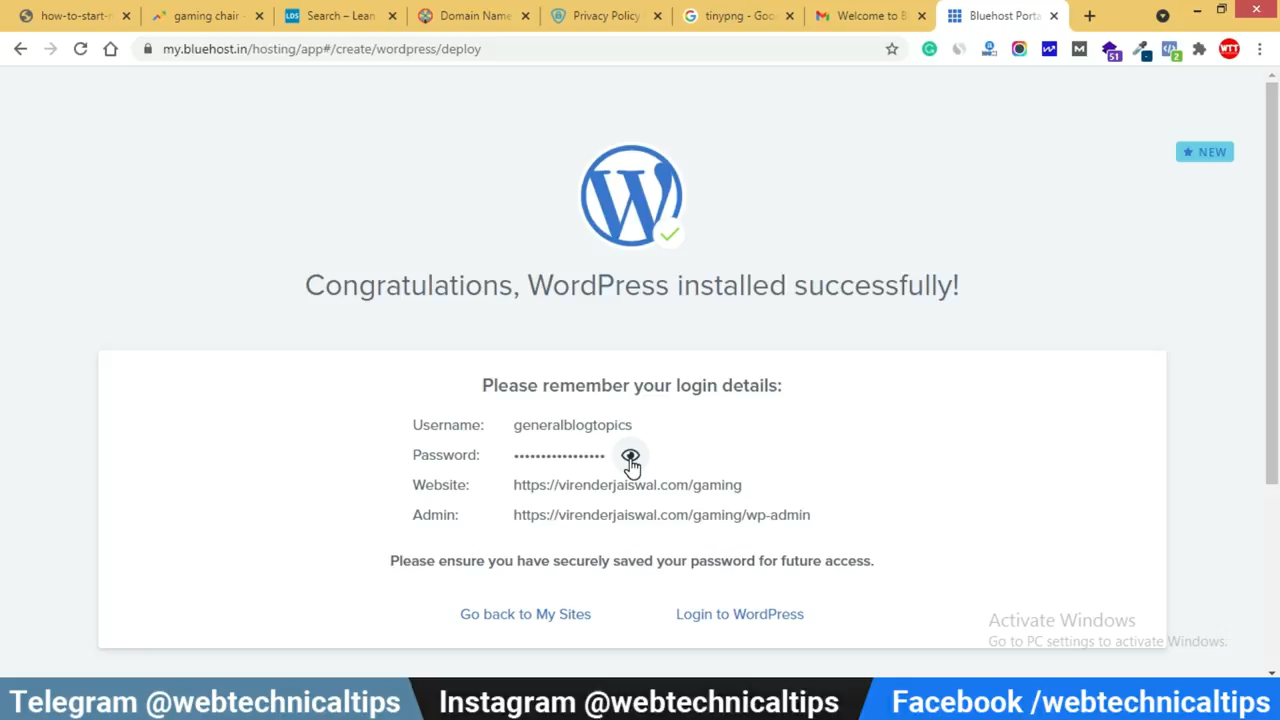 how-to-start-r
gaming chair -
LDS
Search – Lean
Domain Name
Privacy Policy
tinypng - Goo
Welcome to B
Bluehost Porta
my.bluehost.in/hosting/app#/create/wordpress/deploy
51
2
WTT
NEW
Congratulations, WordPress installed successfully!
Please remember your login details:
Username: generalblogtopics
Password: •••••••••••••••••
Website: https://virenderjaiswal.com/gaming
Admin: https://virenderjaiswal.com/gaming/wp-admin
Please ensure you have securely saved your password for future access.
Go back to My Sites Login to WordPress
Activate Windows
Go to PC settings to activate Windows.
Telegram @webtechnicaltips Instagram @webtechnicaltips Facebook /webtechnicaltips